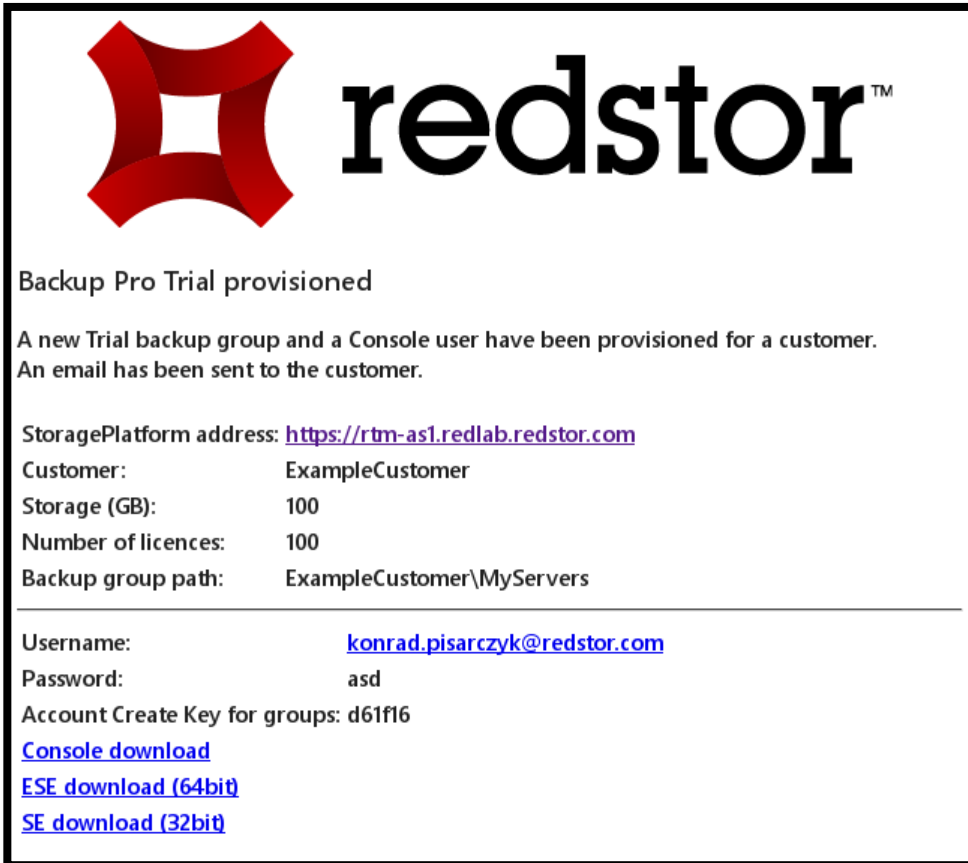 redstor™
Backup Pro Trial provisioned
A new Trial backup group and a Console user have been provisioned for a customer.
An email has been sent to the customer.
StoragePlatform address: https://rtm-as1.redlab.redstor.com
Customer: ExampleCustomer
Storage (GB): 100
Number of licences: 100
Backup group path: ExampleCustomer\MyServers
Username: konrad.pisarczyk@redstor.com
Password: asd
Account Create Key for groups: d61f16
Console download
ESE download (64bit)
SE download (32bit)